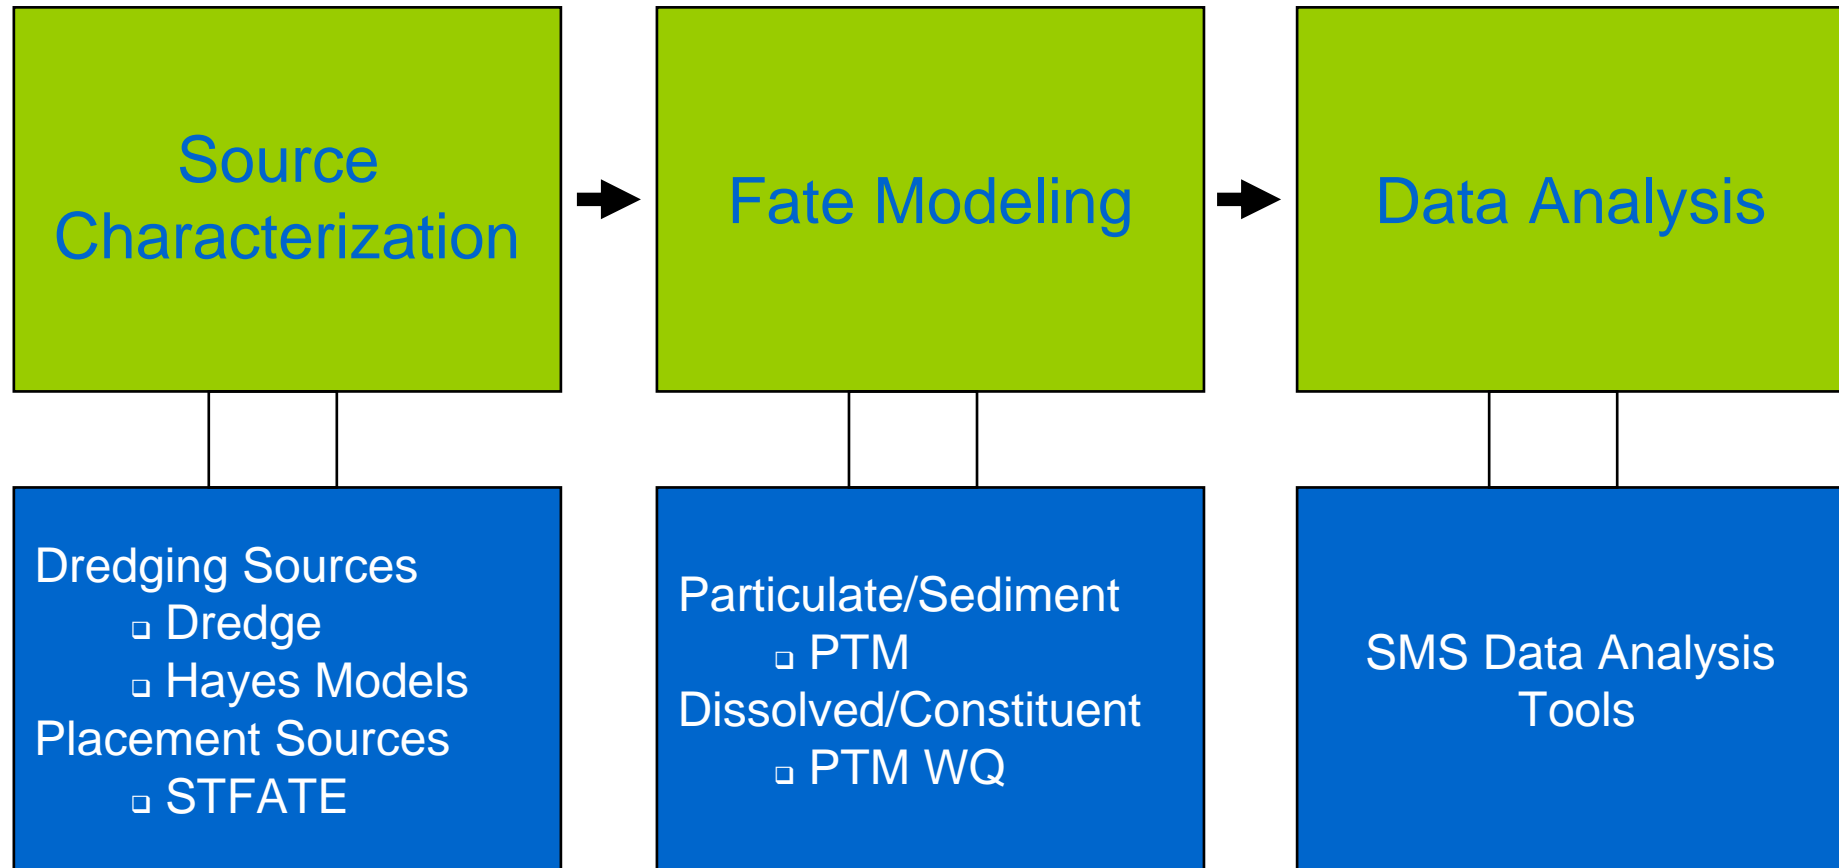 Source
Characterization
Fate Modeling
Data Analysis
Dredging Sources
❑ Dredge
❑ Hayes Models
Placement Sources
❑ STFATE
Particulate/Sediment
❑ PTM
Dissolved/Constituent
❑ PTM WQ
SMS Data Analysis
Tools